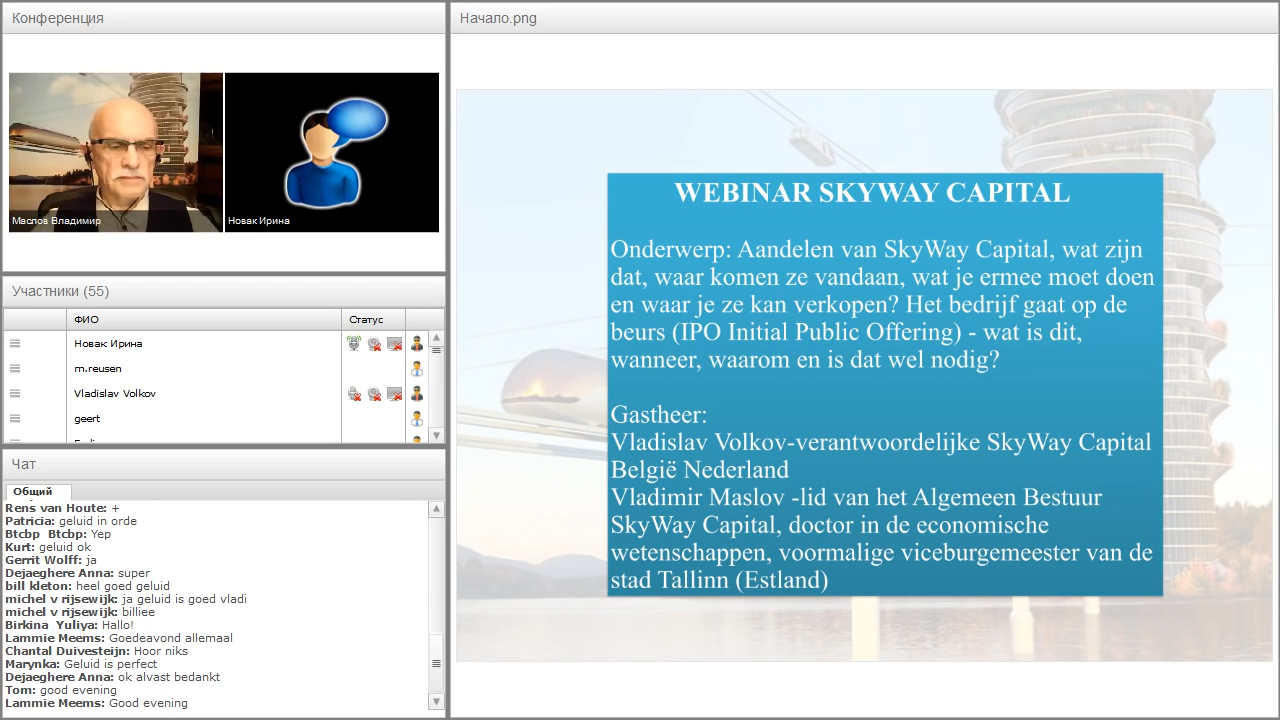 Конференция
Маслов Владимир
Новак Ирина
Участники (55)
ФИО
Статус
Новак Ирина
m.reusen
Vladislav Volkov
geert
Чат
Общий
Rens van Houte: +
Patricia: geluid in orde
Btcbp Btcbp: Yep
Kurt: geluid ok
Gerrit Wolff: ja
Dejaeghere Anna: super
bill kleton: heel goed geluid
michel v rijsewijk: ja geluid is goed vladi
michel v rijsewijk: billiee
Birkina Yuliya: Hallo!
Lammie Meems: Goedeavond allemaal
Chantal Duivesteijn: Hoor niks
Marynka: Geluid is perfect
Dejaeghere Anna: ok alvast bedankt
Tom: good evening
Lammie Meems: Good evening
Начало.png
WEBINAR SKYWAY CAPITAL
Onderwerp: Aandelen van SkyWay Capital, wat zijn
dat, waar komen ze vandaan, wat je ermee moet doen
en waar je ze kan verkopen? Het bedrijf gaat op de
beurs (IPO Initial Public Offering) - wat is dit,
wanneer, waarom en is dat wel nodig?
Gastheer:
Vladislav Volkov-verantwoordelijke SkyWay Capital
België Nederland
Vladimir Maslov -lid van het Algemeen Bestuur
SkyWay Capital, doctor in de economische
wetenschappen, voormalige viceburgemeester van de
stad Tallinn (Estland)